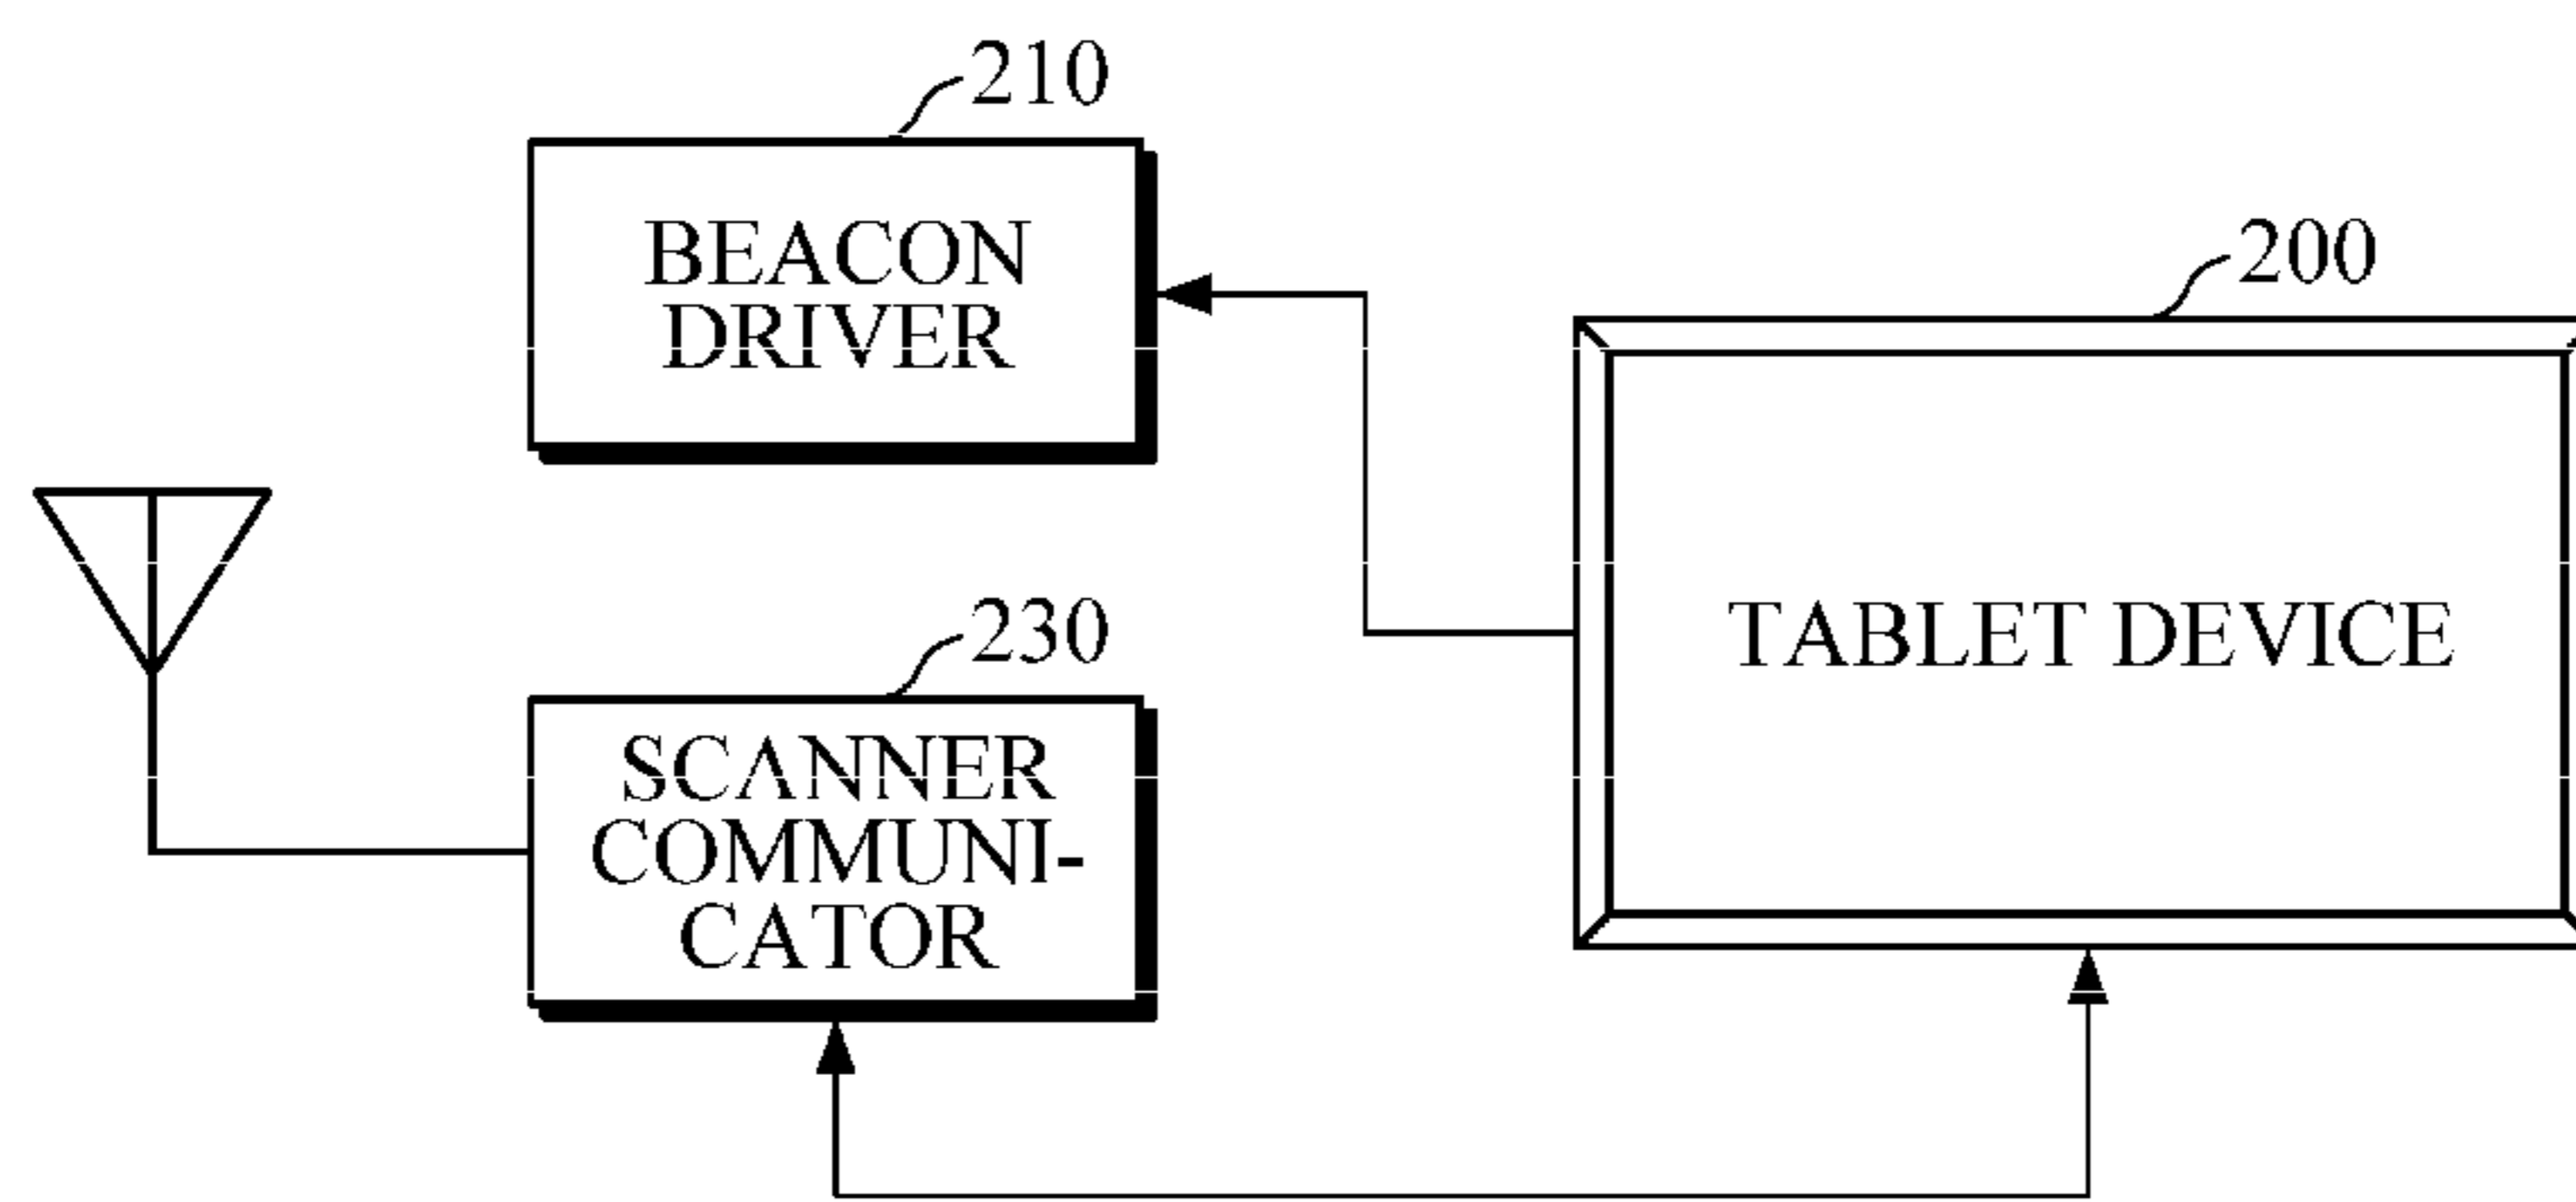 210
BEACON
DRIVER
200
TABLET DEVICE
230
SCANNER
COMMUNI-
CATOR